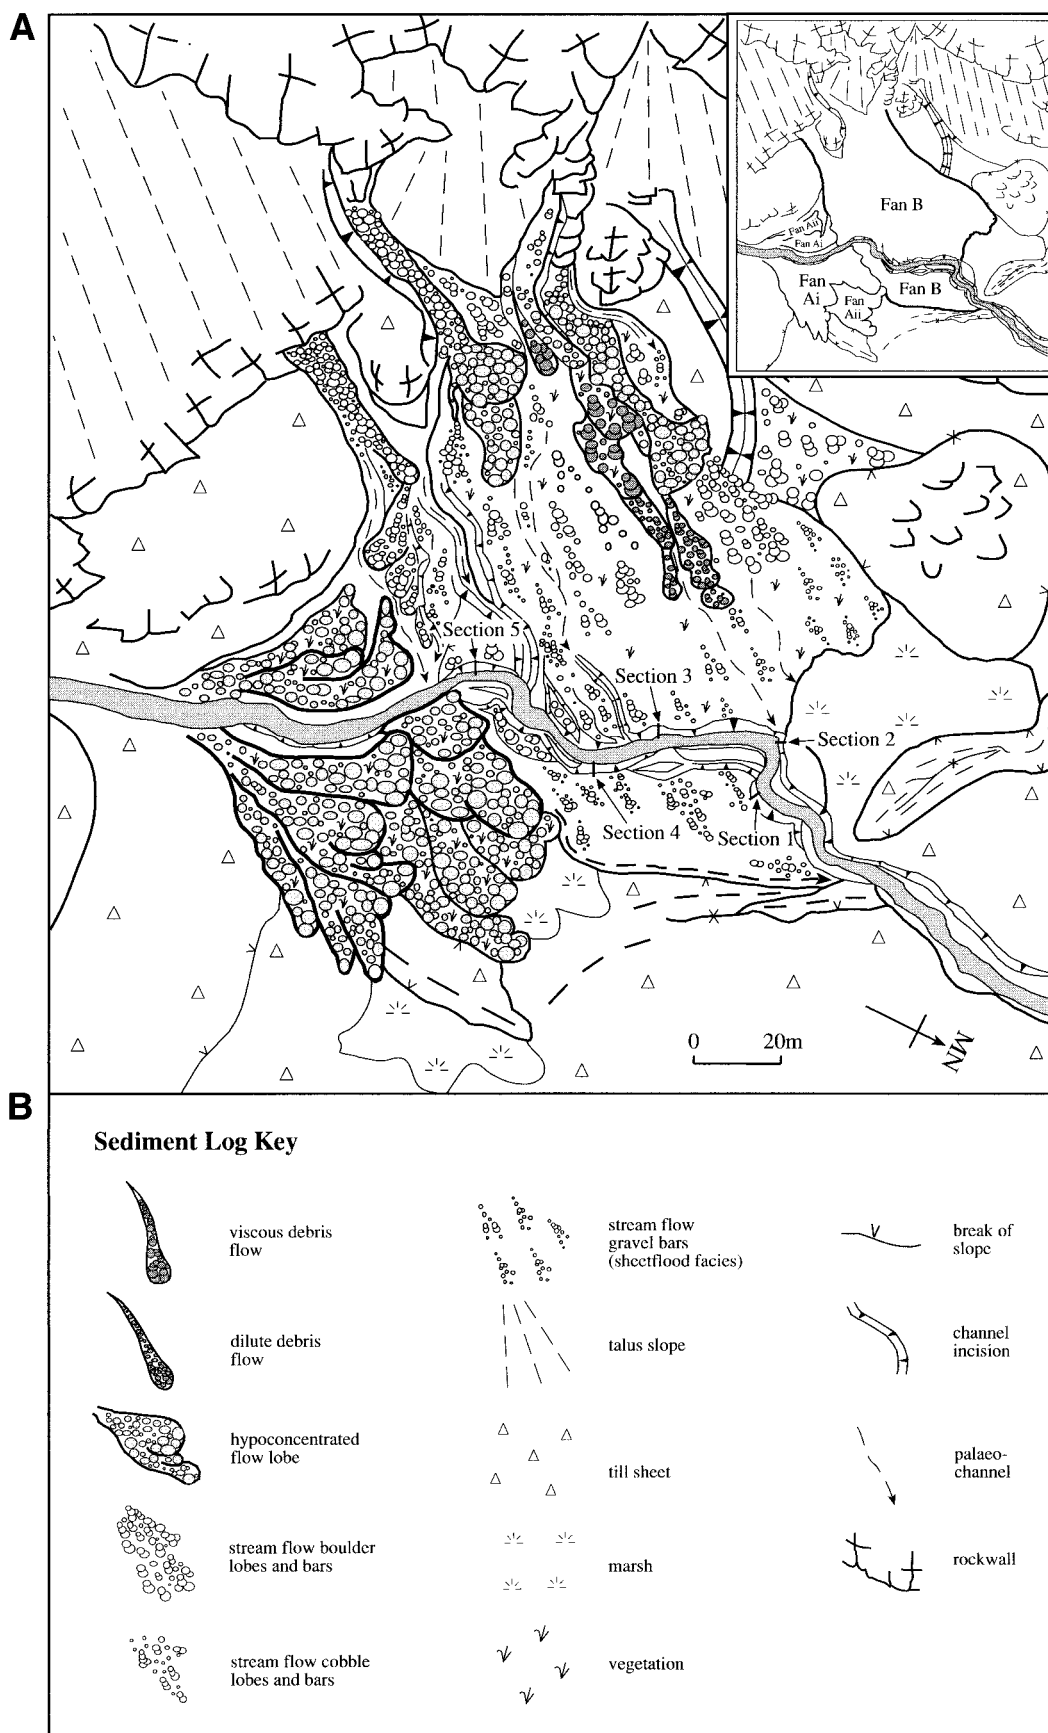 A
Fan B
Fan Aii
Fan Ai
Fan
Ai
Fan
Aii
Fan B
Section 5
Section 3
Section 2
Section 4
Section 1
0 20m
MN
B
Sediment Log Key
viscous debris
flow
dilute debris
flow
hypoconcentrated
flow lobe
stream flow boulder
lobes and bars
stream flow cobble
lobes and bars
stream flow
gravel bars
(sheetflood facies)
talus slope
till sheet
marsh
vegetation
break of
slope
channel
incision
palaeo-
channel
rockwall